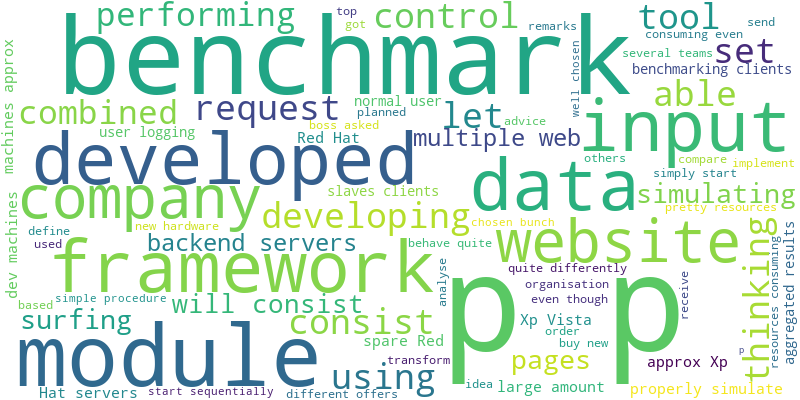 performing
top
got
control
remarks
tool
consuming even
send
set
benchmark
well chosen
several teams
benchmarking clients
machines approx
combined
request
normal user
planned
let
able
user logging
boss asked
Red Hat
advice
multiple web
input
developed
others
compare
implement
simply start
company
slaves clients
data
simulating
pretty resources
dev machines
define
used
new hardware
developing
chosen bunch
backend servers
behave quite
website
thinking
resources consuming
aggregated results
framework
analyse
quite differently
organisation
even though
p p
receive
based
simple procedure
will consist
surfing
consist
Xp Vista
order
buy new
module
spare Red
transform
using
pages
approx Xp
p
Hat servers
start sequentially
different offers
idea
large amount
properly simulate